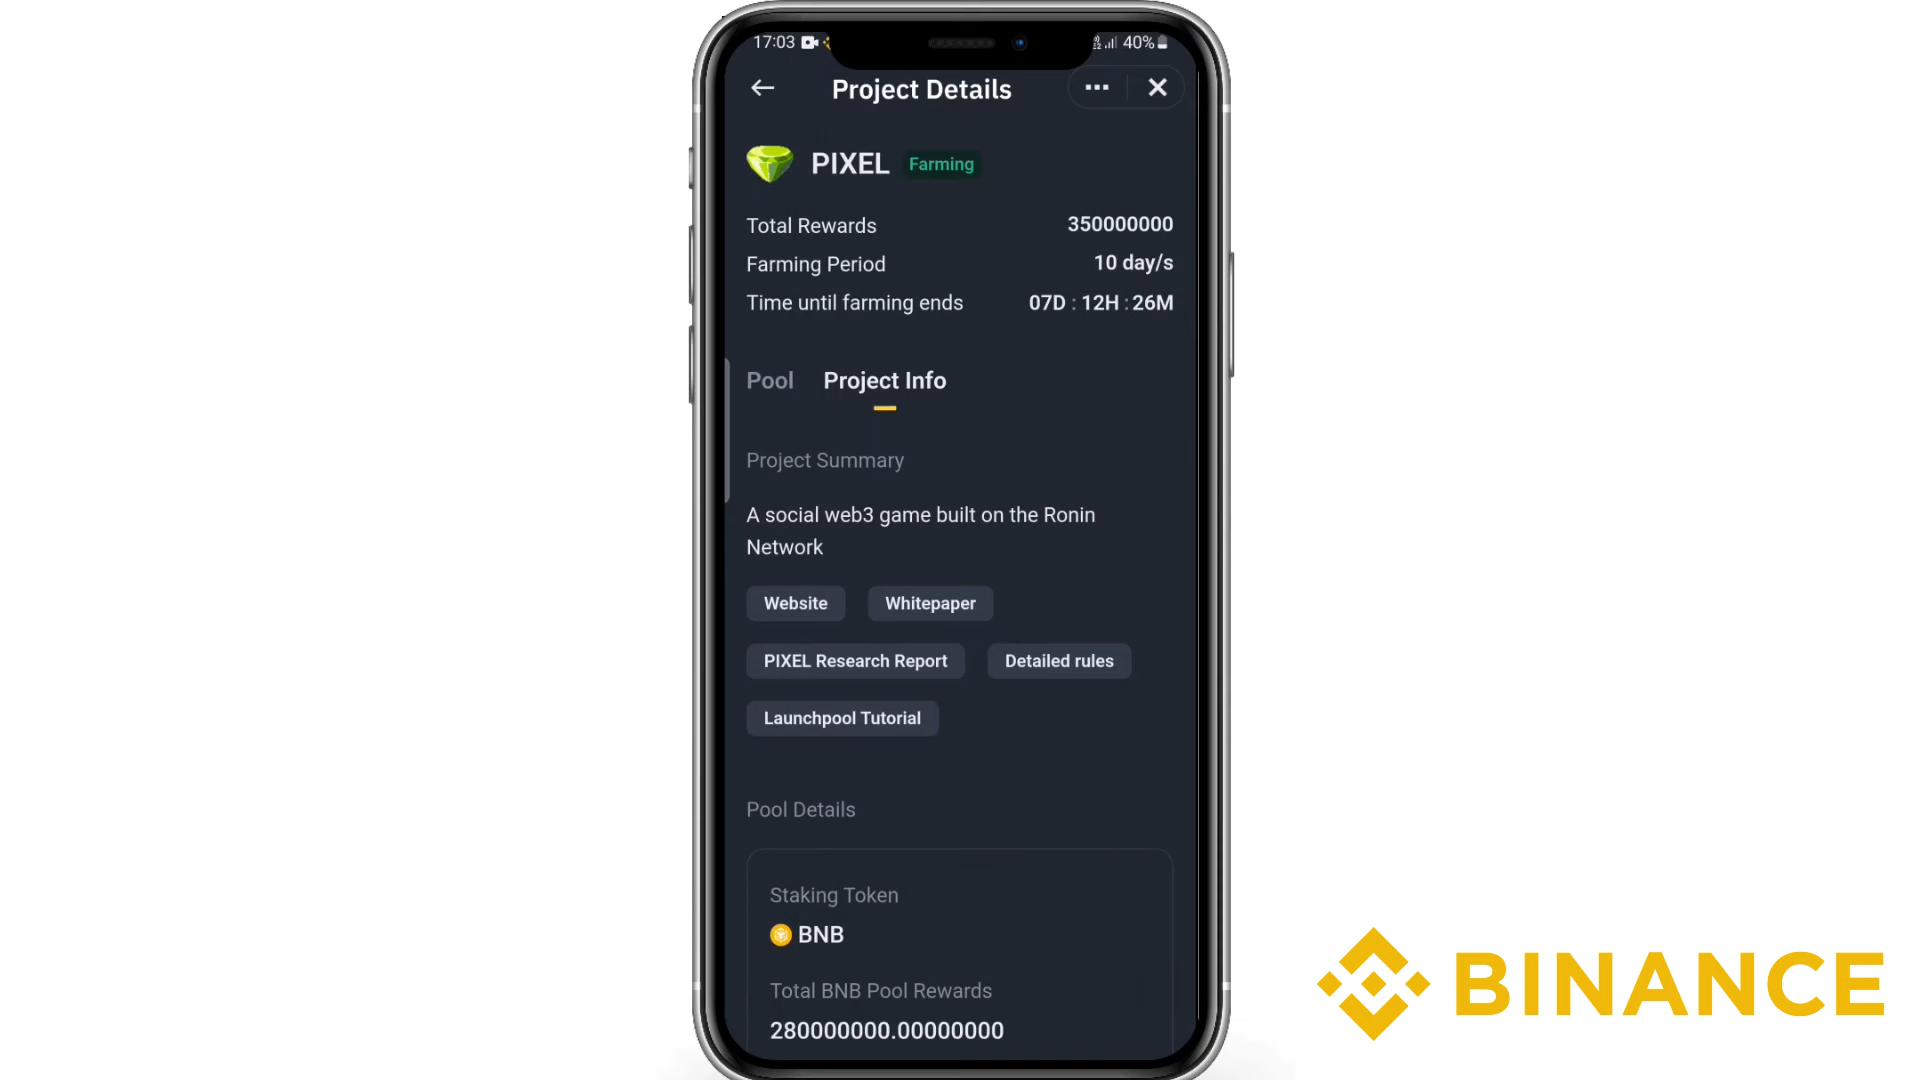 17:03
40%
Project Details
PIXEL Farming
Total Rewards 350000000
Farming Period 10 day/s
Time until farming ends 07D : 12H : 26M
Pool Project Info
Project Summary
A social web3 game built on the Ronin
Network
Website Whitepaper
PIXEL Research Report Detailed rules
Launchpool Tutorial
Pool Details
Staking Token
BNB
Total BNB Pool Rewards
280000000.00000000
BINANCE